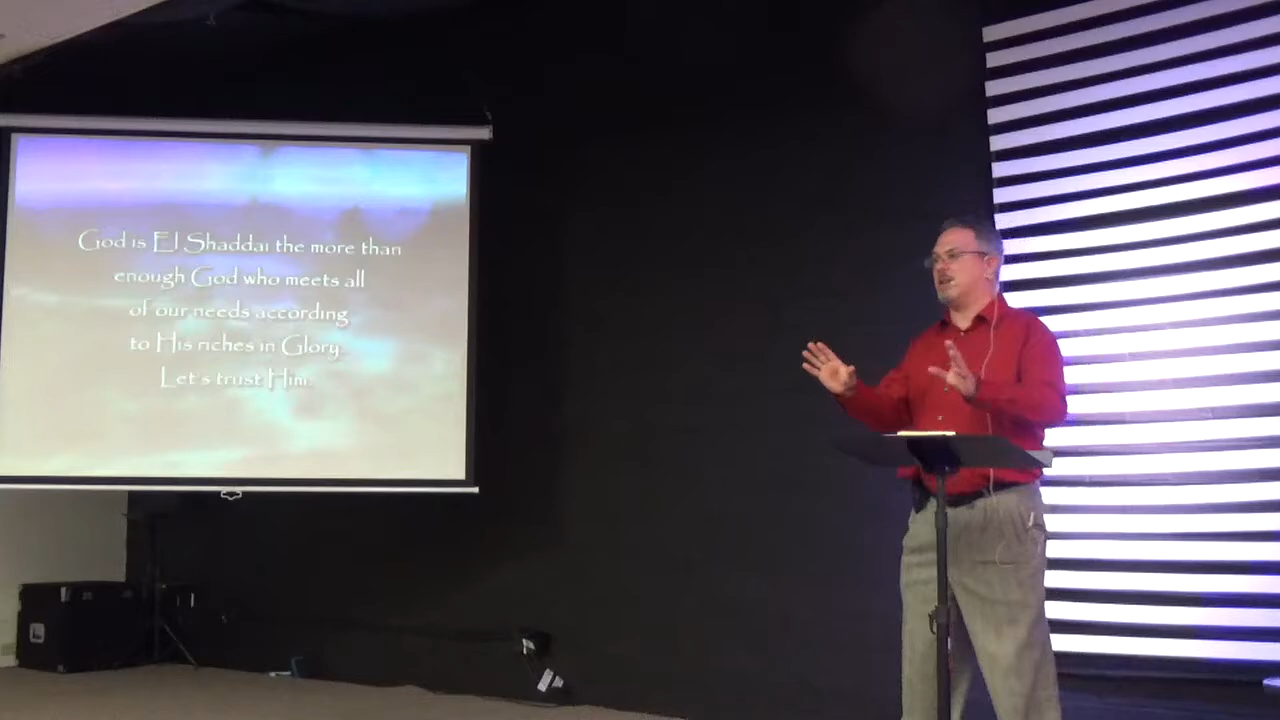 God is El Shaddai the more than
enough God who meets all
of our needs according
to His riches in Glory.
Let's trust Him.